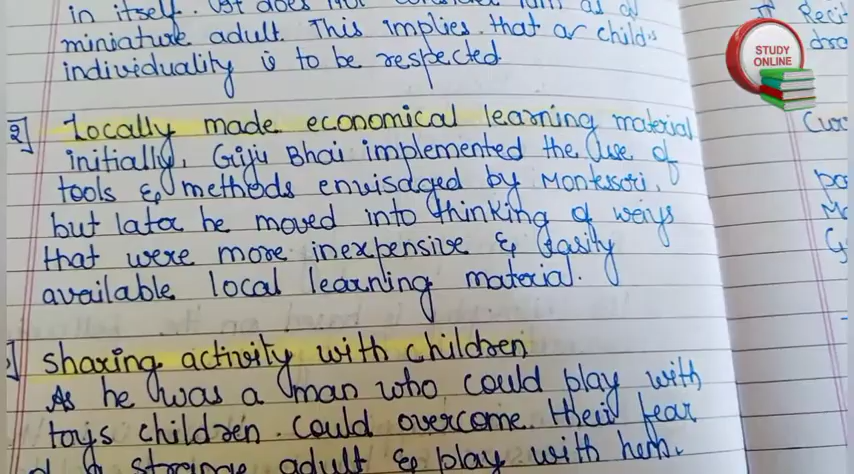 in itself. It does not consider him as a
miniature adult. This implies that a child's
individuality is to be respected.
2] Locally made economical learning material
initially, Giju Bhai implemented the use of
tools & methods envisaged by Montessori,
but later he moved into thinking of ways
that were more inexpensive & easily
available local learning material.
] Sharing activity with children
As he was a man who could play with
toys children. Could overcome their fear
strange adult & play with hem.
STUDY
ONLINE